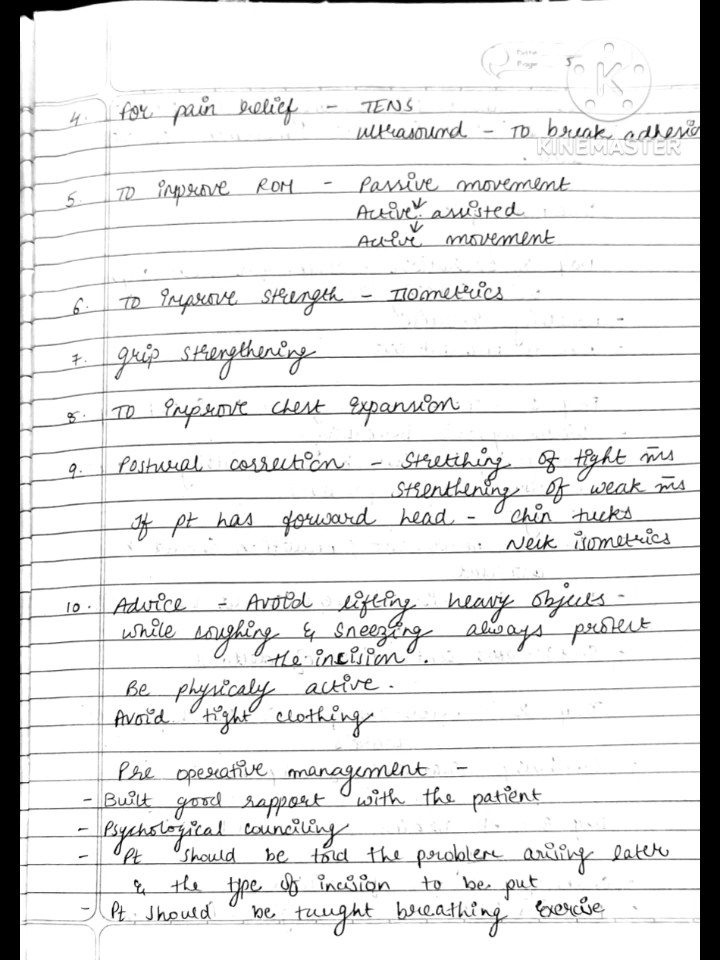 Time
Page 5
K
KINEMASTER
4. for pain relief - TENS
ultrasound - To break adhesio
5. To inprove ROM - Passive movement
Active assisted
Active movement
6. To improve strength - Isometrics
7. grip strengthening
8. To improve chest expansion
9. Postural correction - Stretching of tight m̅s
Strenthening of weak m̅s
If pt has forward head - chin tucks
Neck isometrics
10. Advice - Avoid lifting heavy objects -
while coughing & sneezing always protect
the incision.
Be physicaly active.
Avoid tight clothing
Pre operative management -
- Built good rapport with the patient
- Psychological counciling
- Pt should be told the problem arising later
& the type of incision to be put
- Pt should be taught breathing exercise